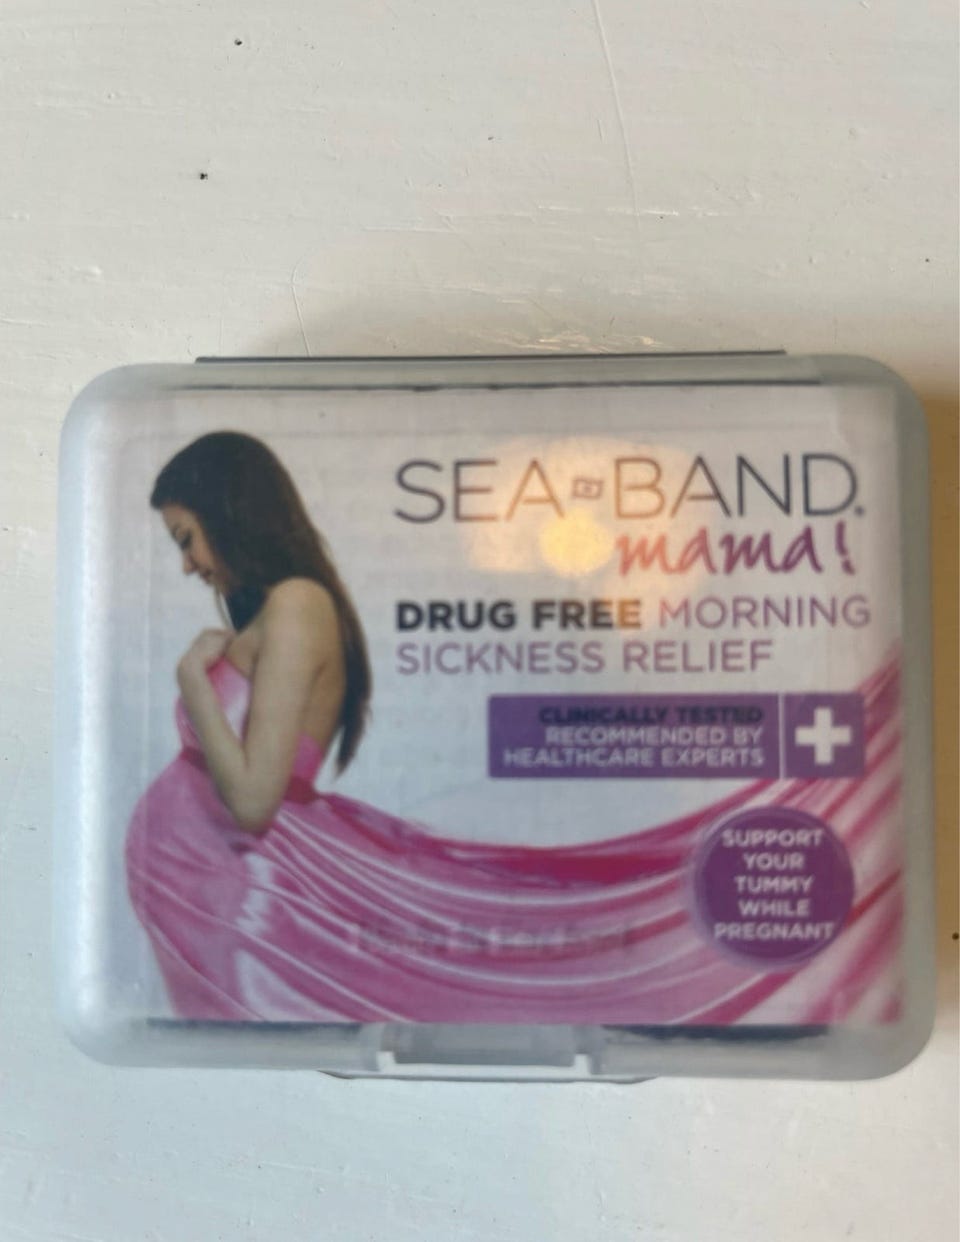 SEA-BAND®
mama!
DRUG FREE MORNING
SICKNESS RELIEF
CLINICALLY TESTED
RECOMMENDED BY
HEALTHCARE EXPERTS
SUPPORT
YOUR
TUMMY
WHILE
PREGNANT